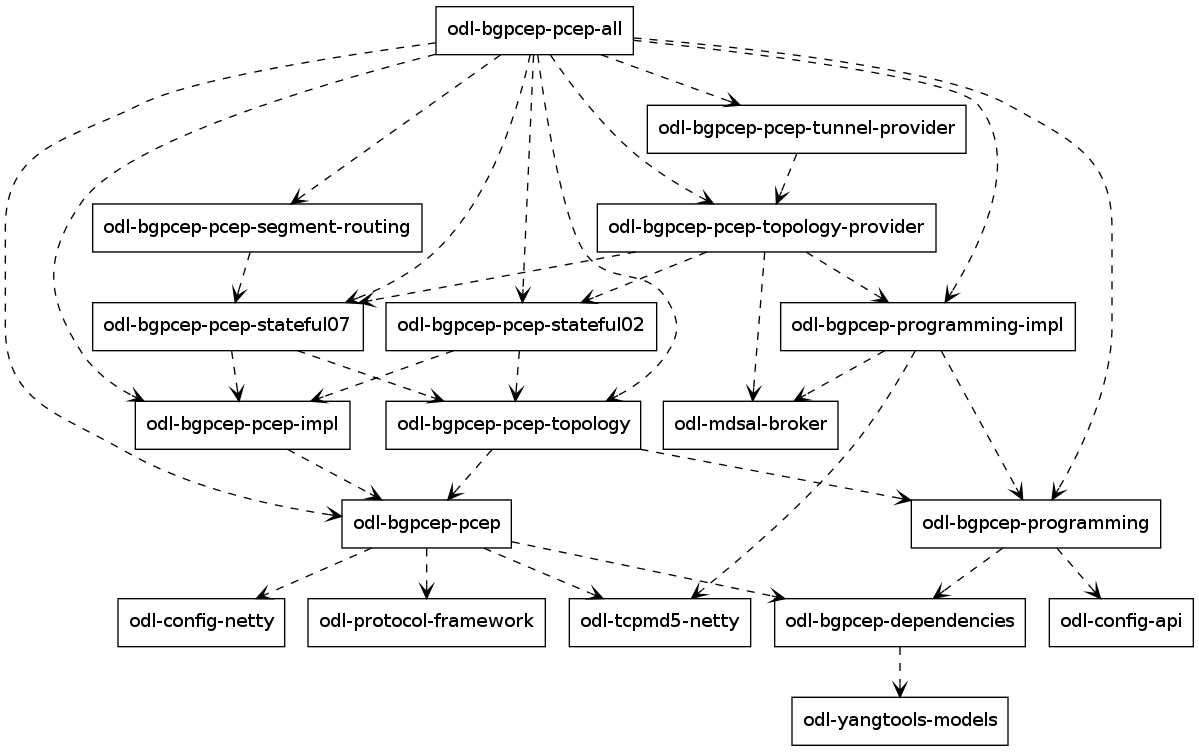 odl-bgpcep-pcep-all
odl-bgpcep-pcep-tunnel-provider
odl-bgpcep-pcep-segment-routing
odl-bgpcep-pcep-topology-provider
odl-bgpcep-pcep-stateful07
odl-bgpcep-pcep-stateful02
odl-bgpcep-programming-impl
odl-bgpcep-pcep-impl
odl-bgpcep-pcep-topology
odl-mdsal-broker
odl-bgpcep-pcep
odl-bgpcep-programming
odl-config-netty
odl-protocol-framework
odl-tcpmd5-netty
odl-bgpcep-dependencies
odl-config-api
odl-yangtools-models